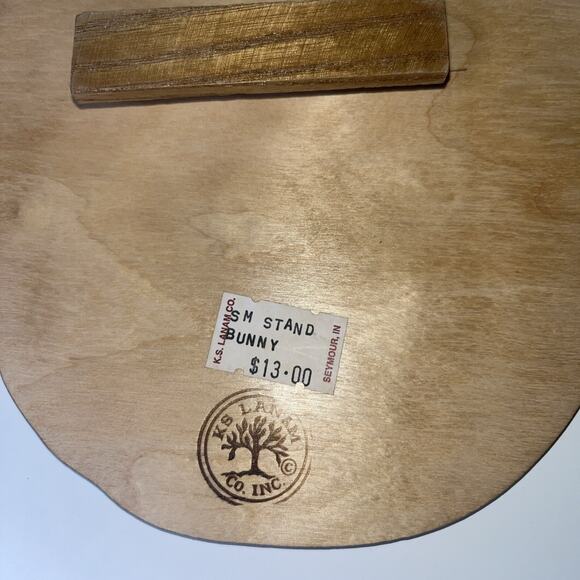 K.S. LANAM CO.
SM STAND
BUNNY
$13.00
SEYMOUR, IN
KS LANAM
©
CO. INC.